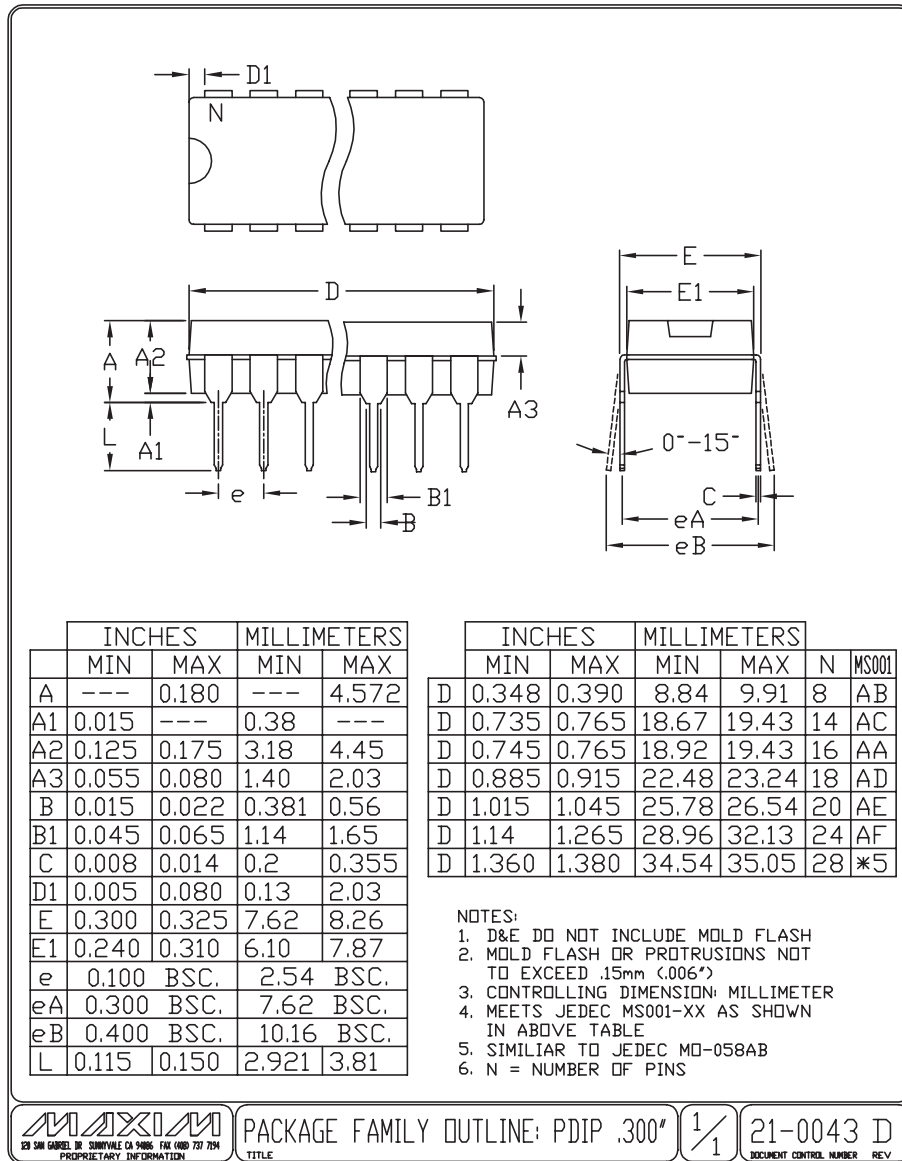 D1
N
D
E
E1
A
A2
A3
L
A1
0°-15°
e
B1
B
C
eA
eB
INCHES MILLIMETERS
MIN MAX MIN MAX
A --- 0.180 --- 4.572
A1 0.015 --- 0.38 ---
A2 0.125 0.175 3.18 4.45
A3 0.055 0.080 1.40 2.03
B 0.015 0.022 0.381 0.56
B1 0.045 0.065 1.14 1.65
C 0.008 0.014 0.2 0.355
D1 0.005 0.080 0.13 2.03
E 0.300 0.325 7.62 8.26
E1 0.240 0.310 6.10 7.87
e 0.100 BSC. 2.54 BSC.
eA 0.300 BSC. 7.62 BSC.
eB 0.400 BSC. 10.16 BSC.
L 0.115 0.150 2.921 3.81
INCHES MILLIMETERS
MIN MAX MIN MAX N MS001
D 0.348 0.390 8.84 9.91 8 AB
D 0.735 0.765 18.67 19.43 14 AC
D 0.745 0.765 18.92 19.43 16 AA
D 0.885 0.915 22.48 23.24 18 AD
D 1.015 1.045 25.78 26.54 20 AE
D 1.14 1.265 28.96 32.13 24 AF
D 1.360 1.380 34.54 35.05 28 *5
NOTES:
1. D&E DO NOT INCLUDE MOLD FLASH
2. MOLD FLASH OR PROTRUSIONS NOT
TO EXCEED .15mm (.006")
3. CONTROLLING DIMENSION: MILLIMETER
4. MEETS JEDEC MS001-XX AS SHOWN
IN ABOVE TABLE
5. SIMILIAR TO JEDEC MO-058AB
6. N = NUMBER OF PINS
MAXIM
120 SAN GABRIEL DR SUNNYVALE CA 94086 FAX (408) 737 7194
PROPRIETARY INFORMATION
PACKAGE FAMILY OUTLINE: PDIP .300"
TITLE
1/1
21-0043 D
DOCUMENT CONTROL NUMBER REV